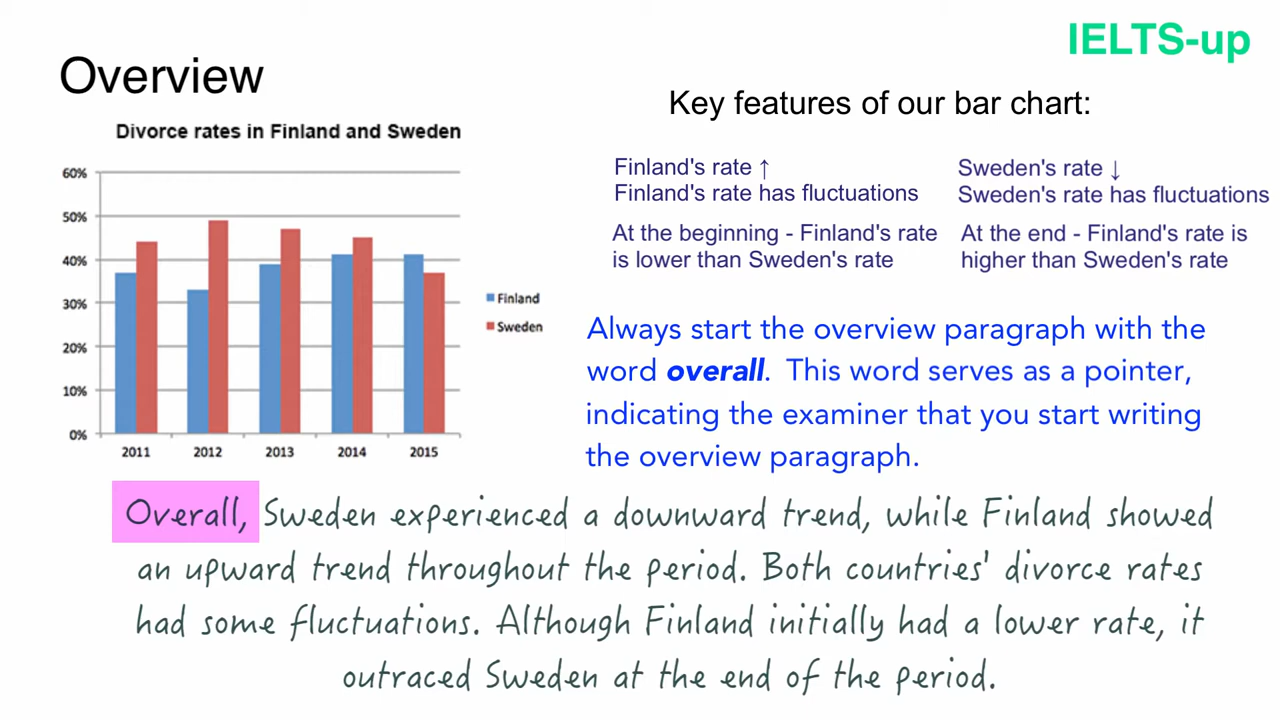 IELTS-up
Overview
Divorce rates in Finland and Sweden
60%
50%
40%
30%
20%
10%
0%
2011 2012 2013 2014 2015
Finland
Sweden
Key features of our bar chart:
Finland's rate ↑
Finland's rate has fluctuations
Sweden's rate ↓
Sweden's rate has fluctuations
At the beginning - Finland's rate
is lower than Sweden's rate
At the end - Finland's rate is
higher than Sweden's rate
Always start the overview paragraph with the
word overall. This word serves as a pointer,
indicating the examiner that you start writing
the overview paragraph.
Overall, Sweden experienced a downward trend, while Finland showed
an upward trend throughout the period. Both countries' divorce rates
had some fluctuations. Although Finland initially had a lower rate, it
outraced Sweden at the end of the period.